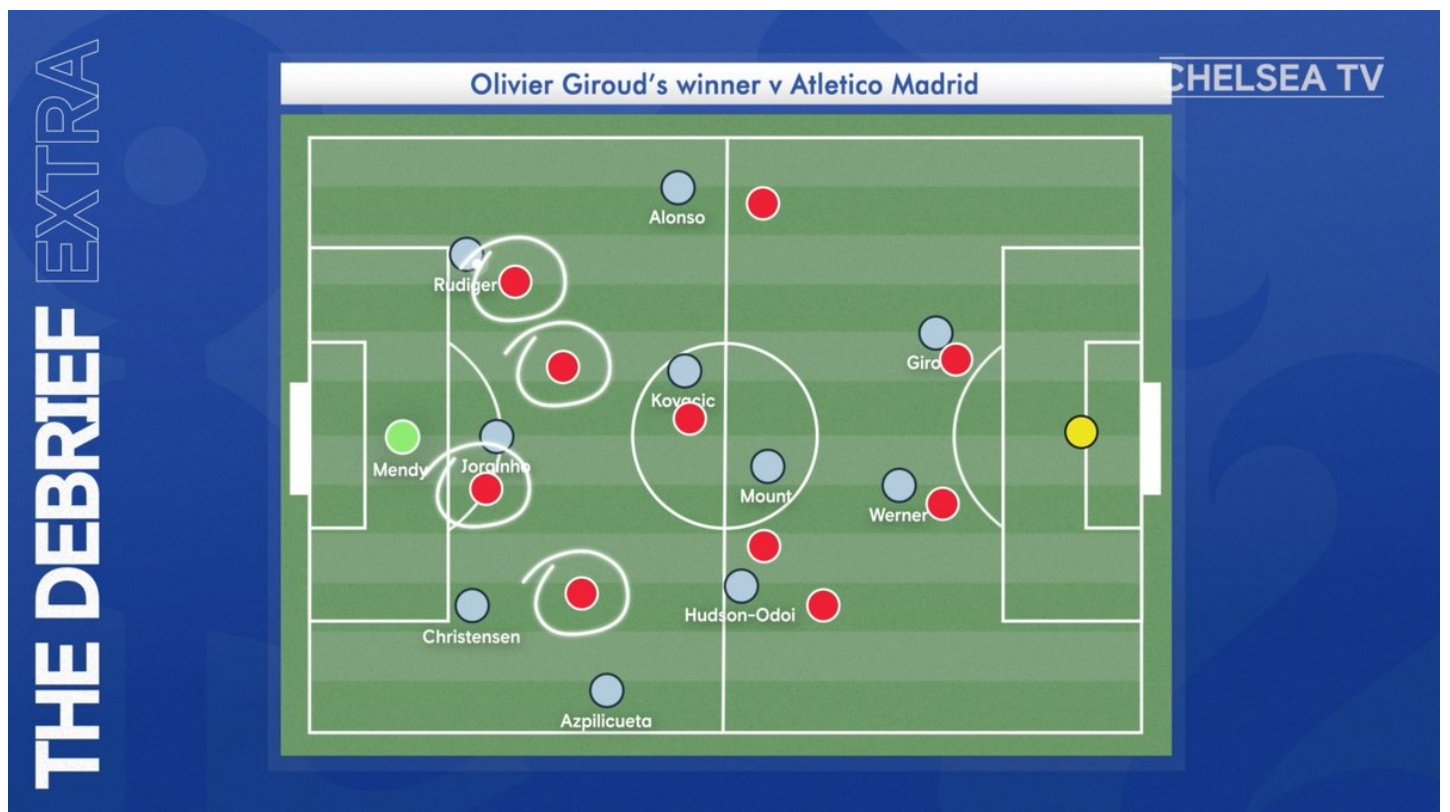 THE DEBRIEF EXTRA
Olivier Giroud's winner v Atletico Madrid
CHELSEA TV
Alonso
Rudiger
Giro
Kovacic
Mendy
Jorginho
Mount
Werner
Hudson-Odoi
Christensen
Azpilicueta